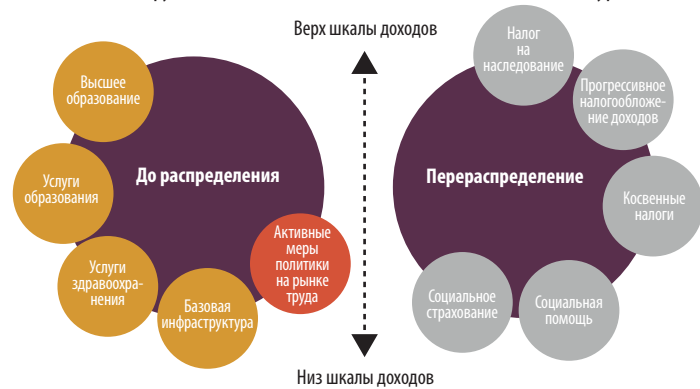 Верх шкалы доходов
Высшее
образование
Услуги
образования
Услуги
здравоохра-
нения
Базовая
инфраструктура
Активные
меры
политики
на рынке
труда
До распределения
Налог
на
наследование
Прогрессивное
налогообложе-
ние доходов
Косвенные
налоги
Социальная
помощь
Социальное
страхование
Перераспределение
Низ шкалы доходов